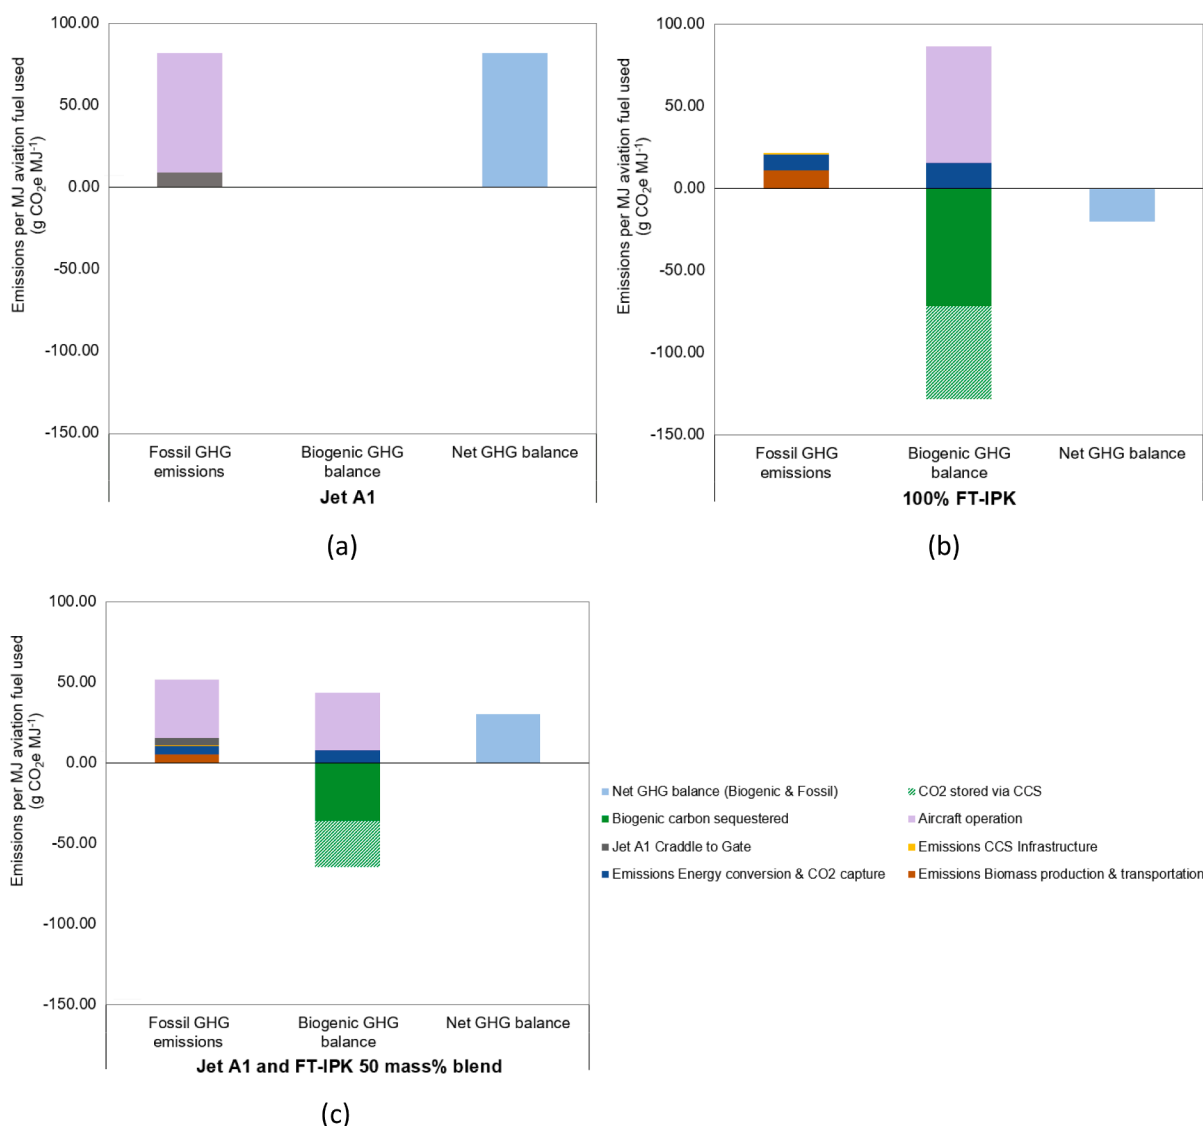 Emissions per MJ aviation fuel used
(g CO₂e MJ⁻¹)
100.00
50.00
0.00
-50.00
-100.00
-150.00
Fossil GHG
emissions
Biogenic GHG
balance
Net GHG balance
Jet A1
(a)
Emissions per MJ aviation fuel used
(g CO₂e MJ⁻¹)
100.00
50.00
0.00
-50.00
-100.00
-150.00
Fossil GHG
emissions
Biogenic GHG
balance
Net GHG balance
100% FT-IPK
(b)
Emissions per MJ aviation fuel used
(g CO₂e MJ⁻¹)
100.00
50.00
0.00
-50.00
-100.00
-150.00
Fossil GHG
emissions
Biogenic GHG
balance
Net GHG balance
Jet A1 and FT-IPK 50 mass% blend
(c)
Net GHG balance (Biogenic & Fossil)
CO2 stored via CCS
Biogenic carbon sequestered
Aircraft operation
Jet A1 Craddle to Gate
Emissions CCS Infrastructure
Emissions Energy conversion & CO2 capture
Emissions Biomass production & transportation